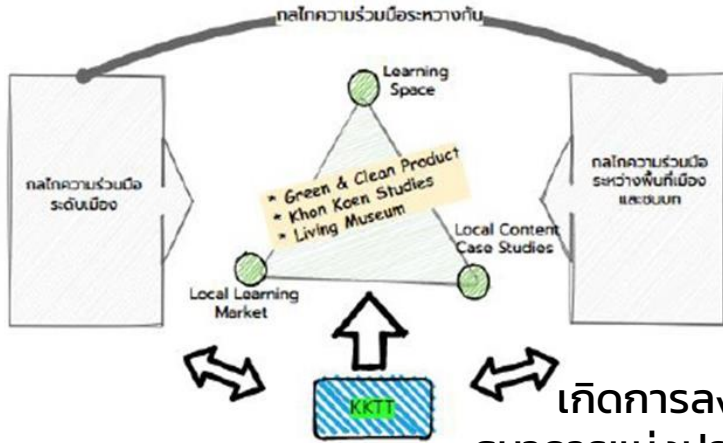 กลไกความร่วมมือระหว่างกัน
Learning
Space
กลไกความร่วมมือ
ระดับเมือง
* Green & Clean Product
* Khon Koen Studies
* Living Museum
กลไกความร่วมมือ
ระหว่างพื้นที่เมือง
และชนบท
Local Content
Case Studies
Local Learning
Market
KKTT
เกิดการลง